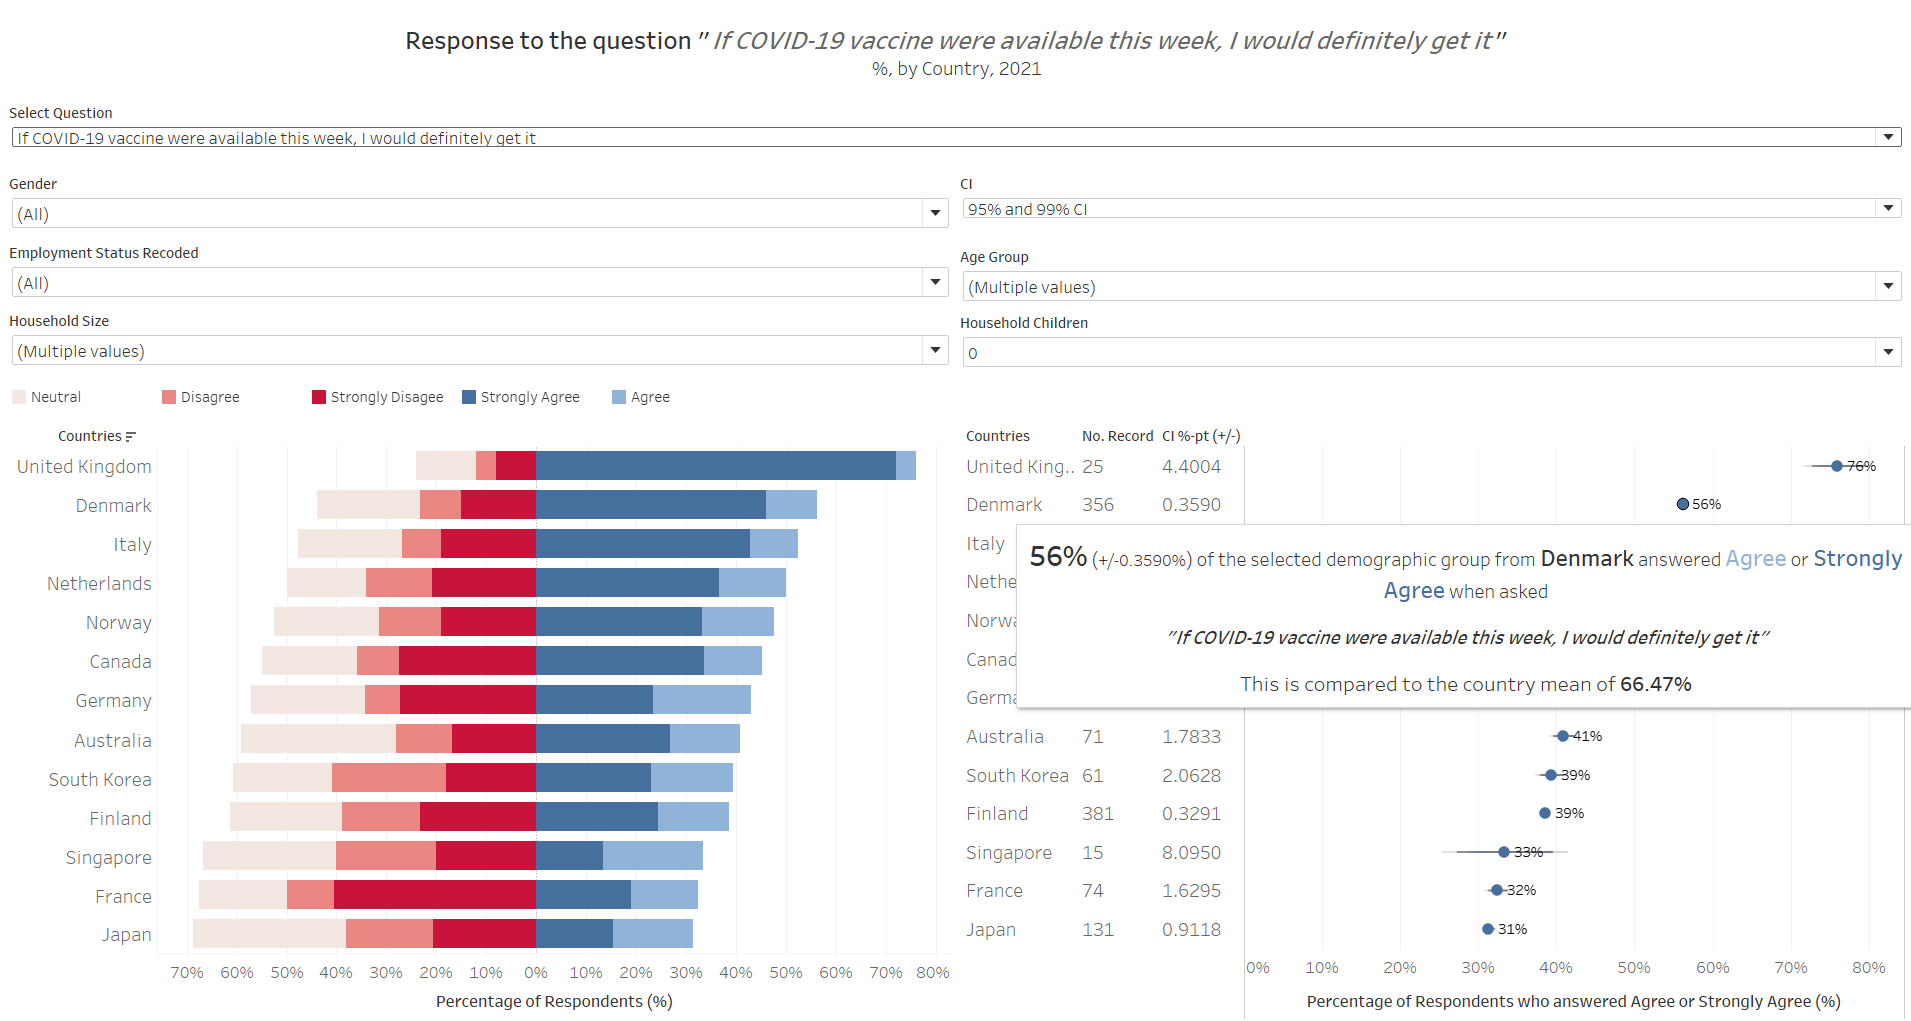 Response to the question " If COVID-19 vaccine were available this week, I would definitely get it"
%, by Country, 2021
Select Question
If COVID-19 vaccine were available this week, I would definitely get it
Gender
(All)
CI
95% and 99% CI
Employment Status Recoded
(All)
Age Group
(Multiple values)
Household Size
(Multiple values)
Household Children
0
Neutral Disagree Strongly Disagee Strongly Agree Agree
Countries
United Kingdom
Denmark
Italy
Netherlands
Norway
Canada
Germany
Australia
South Korea
Finland
Singapore
France
Japan
70% 60% 50% 40% 30% 20% 10% 0% 10% 20% 30% 40% 50% 60% 70% 80%
Percentage of Respondents (%)
Countries No. Record CI %-pt (+/-)
United King.. 25 4.4004 76%
Denmark 356 0.3590 56%
Italy
56% (+/-0.3590%) of the selected demographic group from Denmark answered Agree or Strongly
Agree when asked
"If COVID-19 vaccine were available this week, I would definitely get it"
This is compared to the country mean of 66.47%
Australia 71 1.7833 41%
South Korea 61 2.0628 39%
Finland 381 0.3291 39%
Singapore 15 8.0950 33%
France 74 1.6295 32%
Japan 131 0.9118 31%
0% 10% 20% 30% 40% 50% 60% 70% 80%
Percentage of Respondents who answered Agree or Strongly Agree (%)